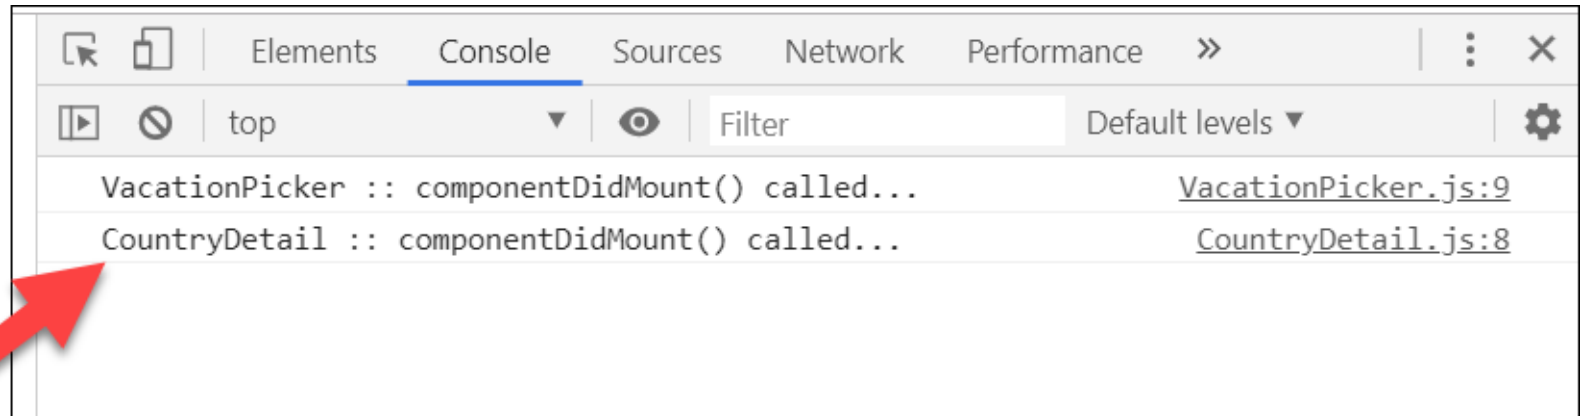 Elements Console Sources Network Performance »
top Filter Default levels
VacationPicker :: componentDidMount() called... VacationPicker.js:9
CountryDetail :: componentDidMount() called... CountryDetail.js:8